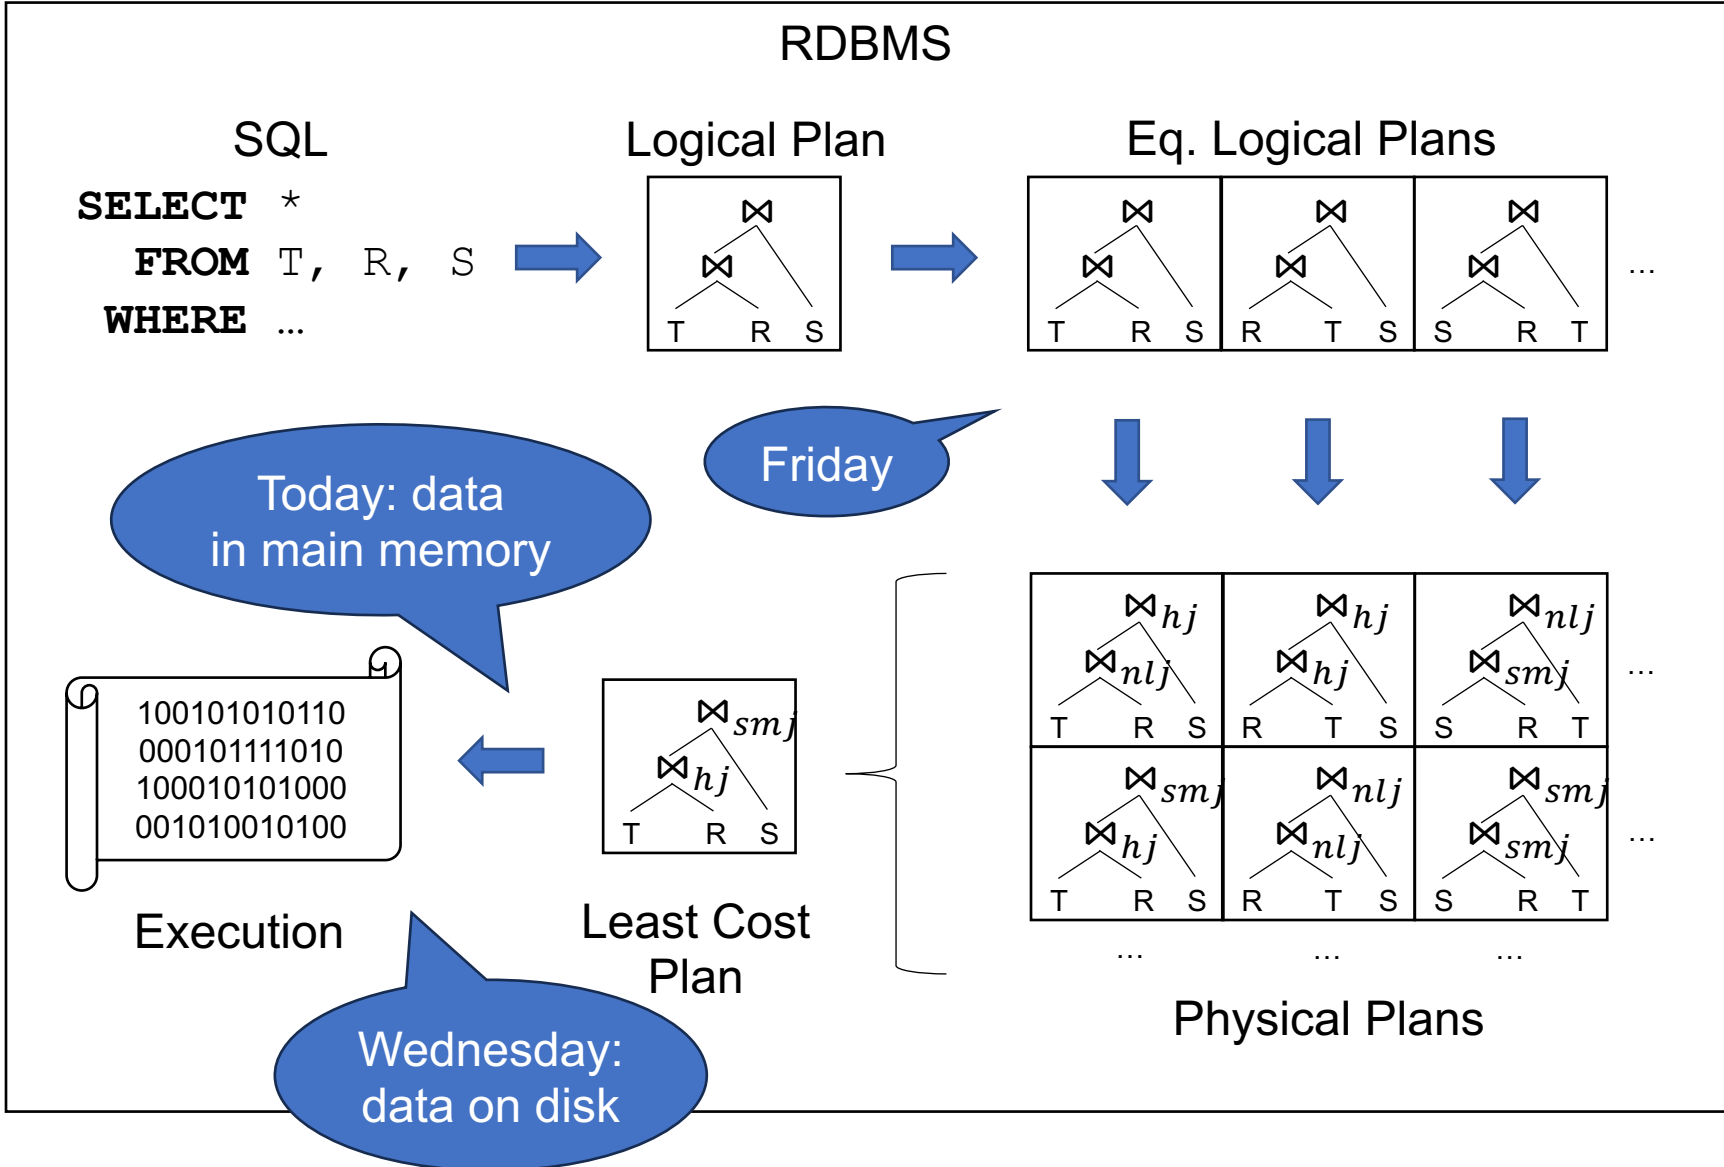 RDBMS
SQL
SELECT *
FROM T, R, S
WHERE …
Logical Plan
⋈
⋈
T R S
Eq. Logical Plans
⋈ ⋈ ⋈
⋈ ⋈ ⋈ …
T R S R T S S R T
Friday
Today: data
in main memory
⋈hj ⋈hj ⋈nlj
⋈nlj ⋈hj ⋈smj …
T R S R T S S R T
⋈smj ⋈nlj ⋈smj
⋈hj ⋈nlj ⋈smj …
T R S R T S S R T
… … …
Physical Plans
⋈smj
⋈hj
T R S
Least Cost
Plan
100101010110
000101111010
100010101000
001010010100
Execution
Wednesday:
data on disk